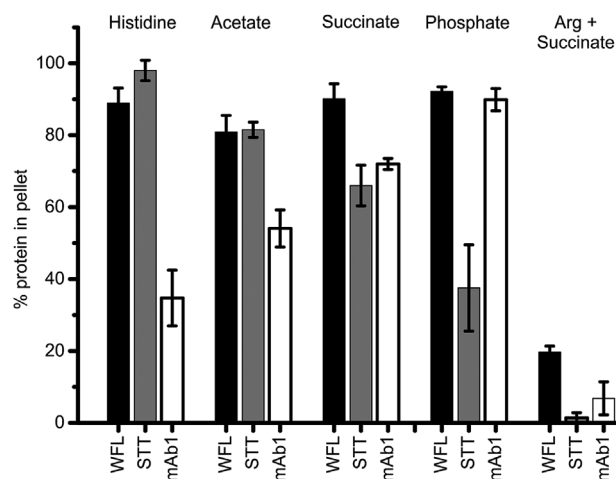 Histidine Acetate Succinate Phosphate Arg +
Succinate
% protein in pellet
100
80
60
40
20
0
WFL STT mAb1 WFL STT mAb1 WFL STT mAb1 WFL STT mAb1 WFL STT mAb1